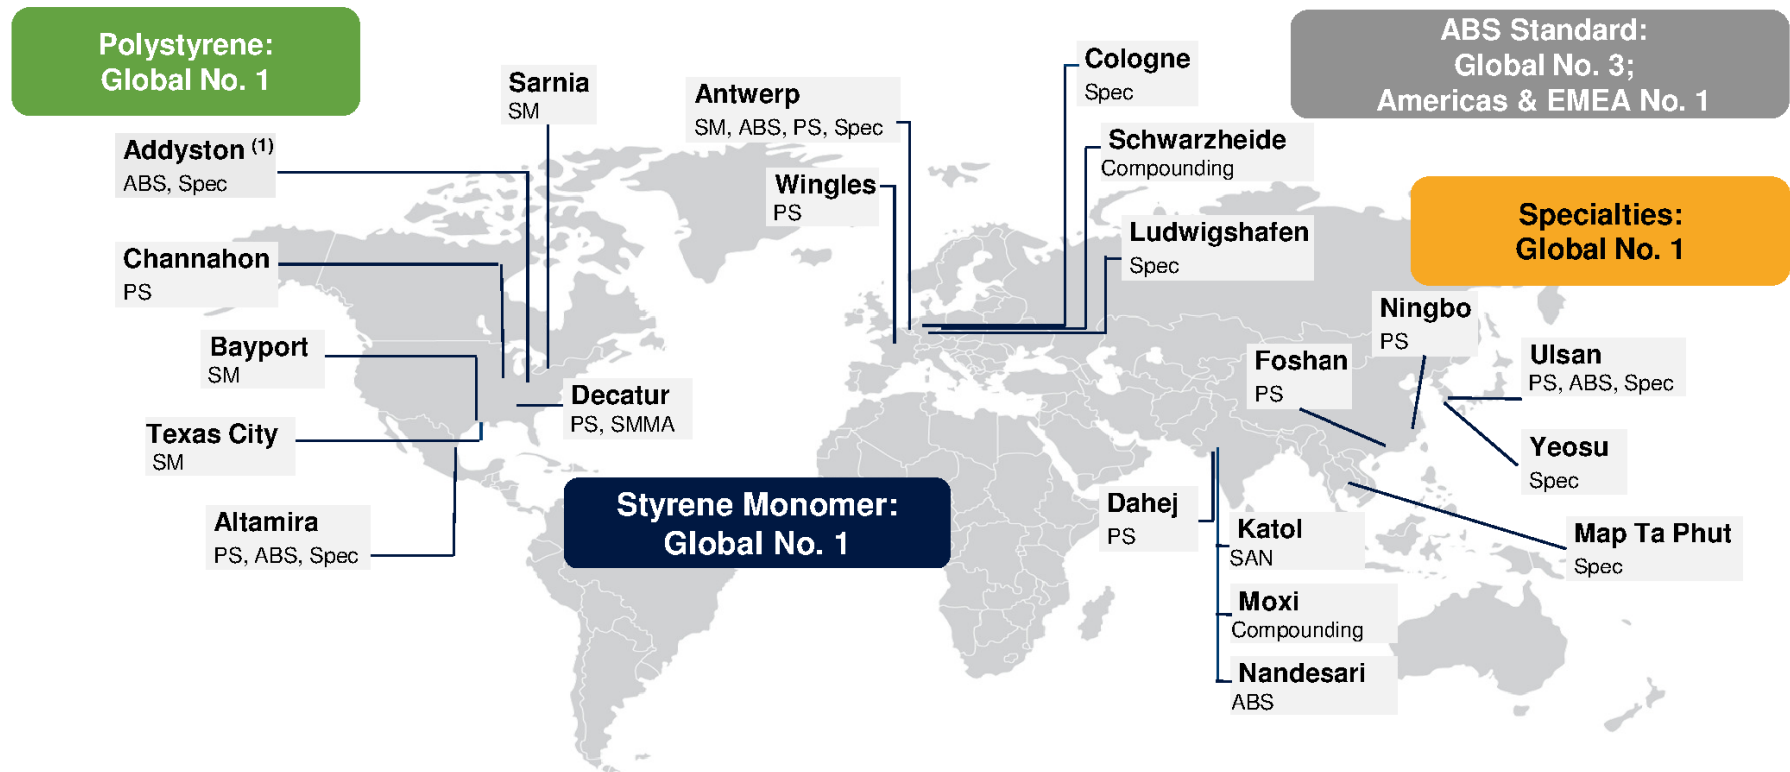 Polystyrene:
Global No. 1
ABS Standard:
Global No. 3;
Americas & EMEA No. 1
Specialties:
Global No. 1
Styrene Monomer:
Global No. 1
Sarnia
SM
Addyston (1)
ABS, Spec
Channahon
PS
Bayport
SM
Texas City
SM
Altamira
PS, ABS, Spec
Decatur
PS, SMMA
Antwerp
SM, ABS, PS, Spec
Wingles
PS
Cologne
Spec
Schwarzheide
Compounding
Ludwigshafen
Spec
Ningbo
PS
Foshan
PS
Ulsan
PS, ABS, Spec
Yeosu
Spec
Map Ta Phut
Spec
Dahej
PS
Katol
SAN
Moxi
Compounding
Nandesari
ABS